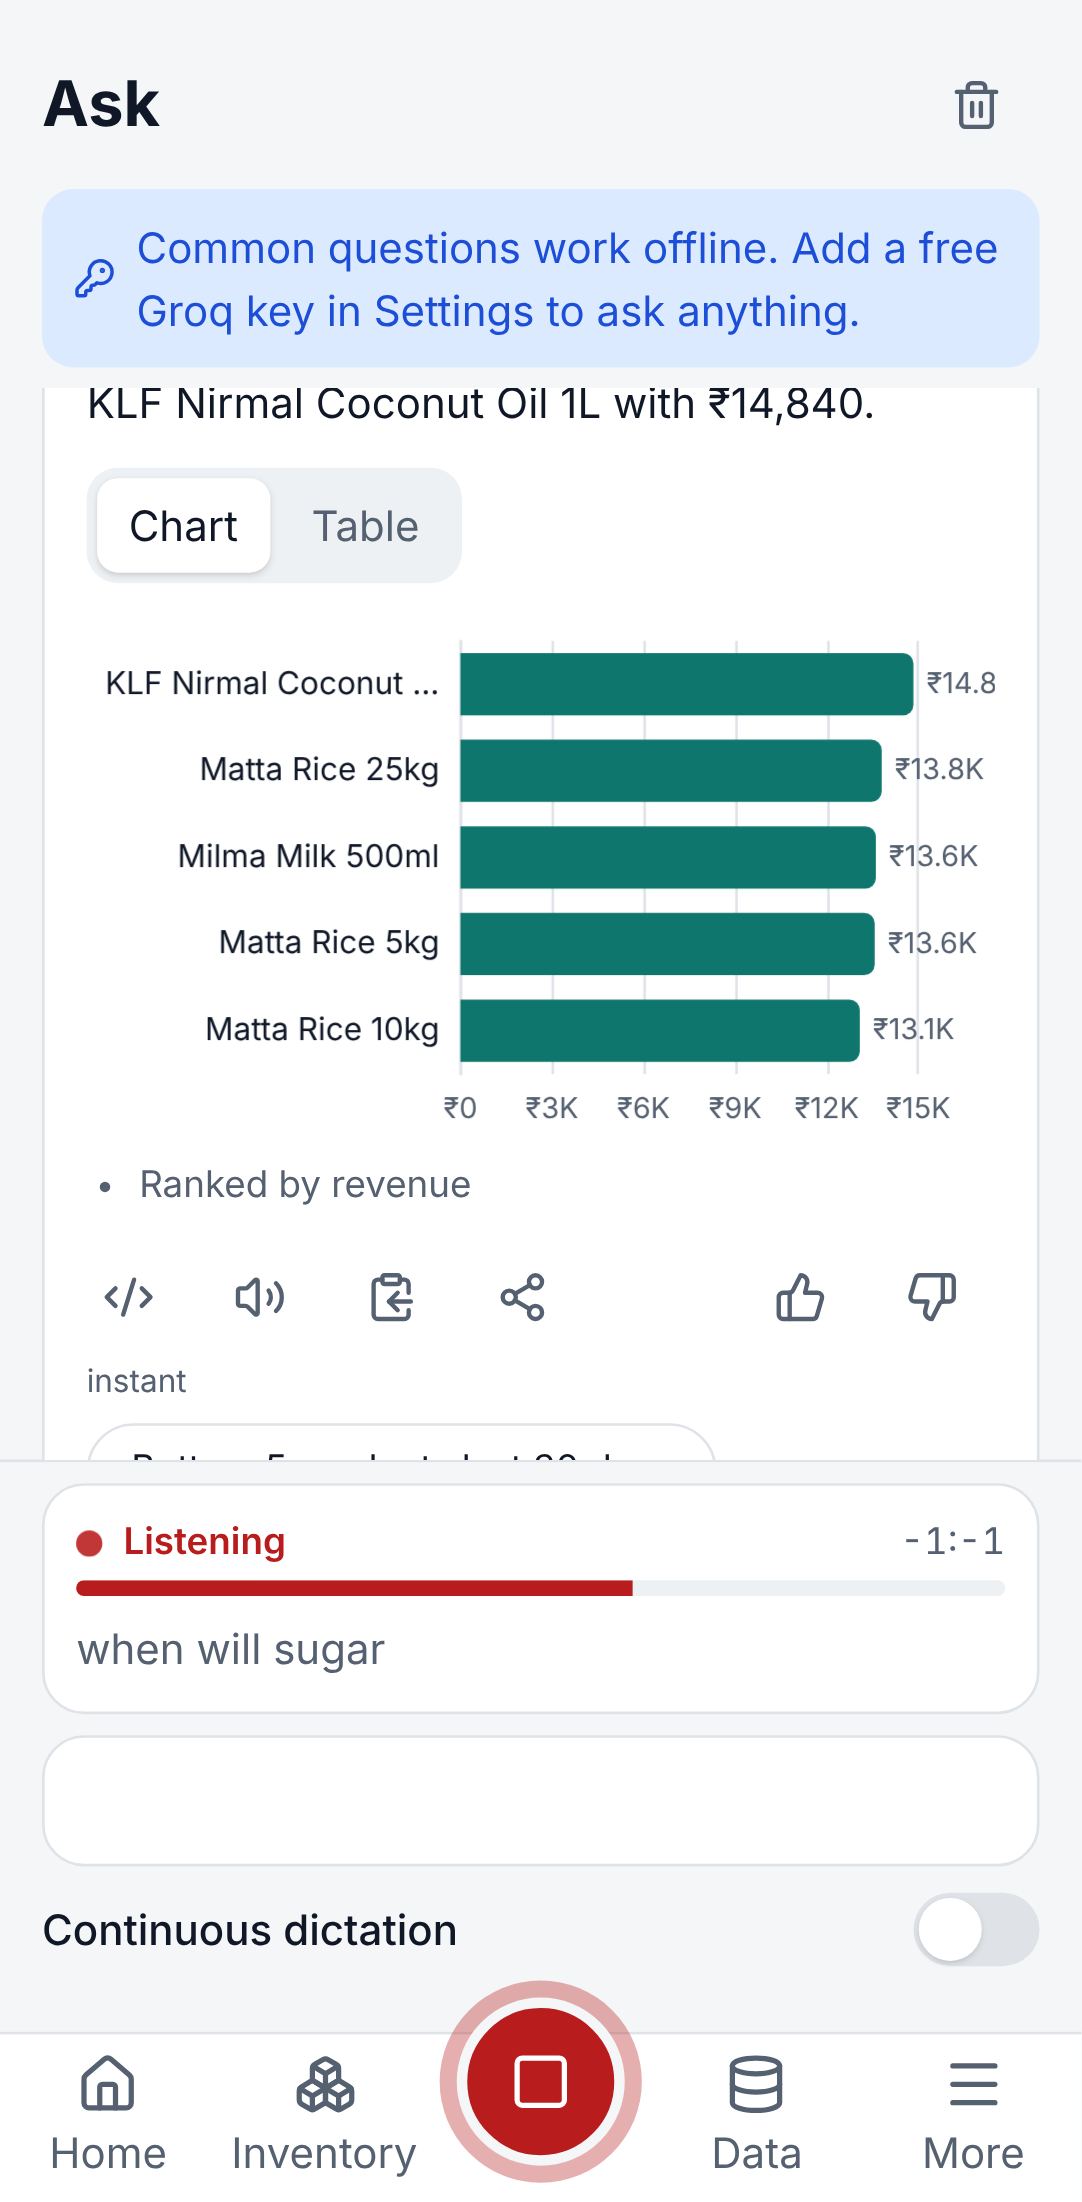 Ask
Common questions work offline. Add a free
Groq key in Settings to ask anything.
KLF Nirmal Coconut Oil 1L with ₹14,840.
Chart Table
KLF Nirmal Coconut ... ₹14.8
Matta Rice 25kg ₹13.8K
Milma Milk 500ml ₹13.6K
Matta Rice 5kg ₹13.6K
Matta Rice 10kg ₹13.1K
₹0 ₹3K ₹6K ₹9K ₹12K ₹15K
• Ranked by revenue
instant
Listening -1:-1
when will sugar
Continuous dictation
Home Inventory Data More